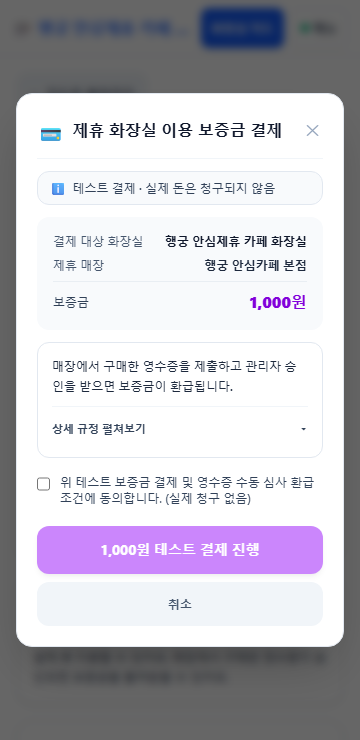 제휴 화장실 이용 보증금 결제
테스트 결제 · 실제 돈은 청구되지 않음
결제 대상 화장실 행궁 안심제휴 카페 화장실
제휴 매장 행궁 안심카페 본점
보증금 1,000원
매장에서 구매한 영수증을 제출하고 관리자 승
인을 받으면 보증금이 환급됩니다.
상세 규정 펼쳐보기
위 테스트 보증금 결제 및 영수증 수동 심사 환급
조건에 동의합니다. (실제 청구 없음)
1,000원 테스트 결제 진행
취소